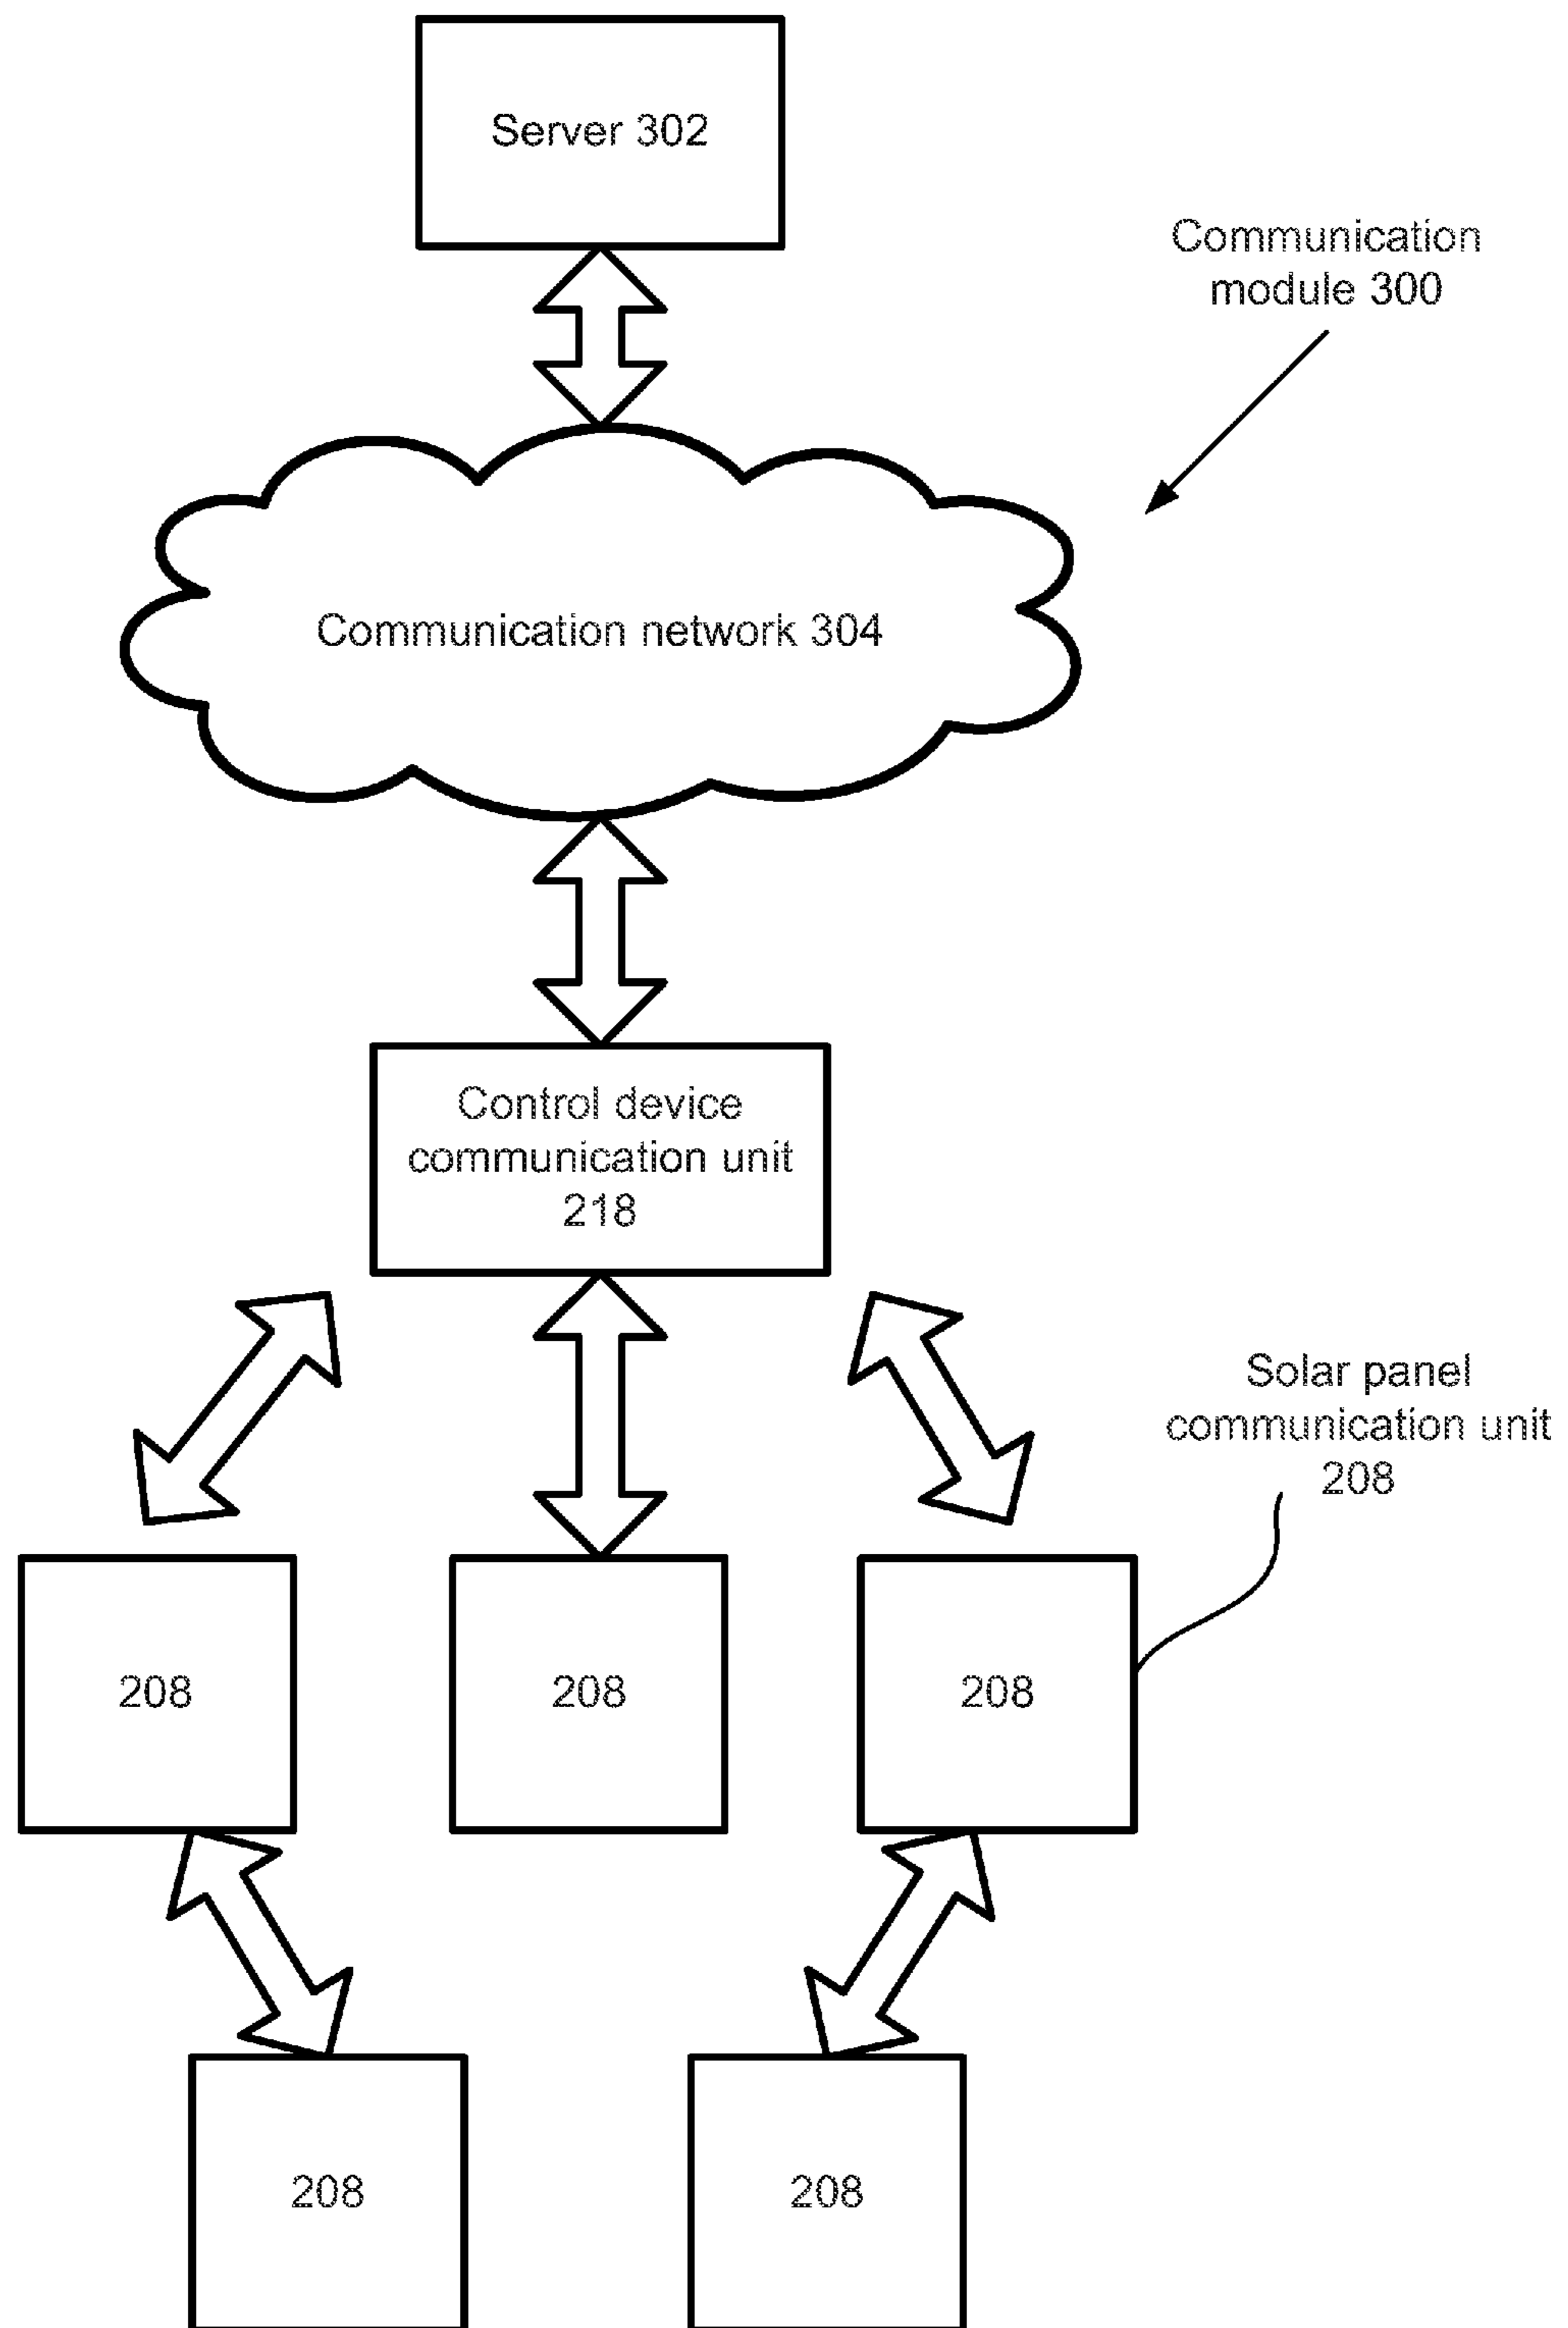 Server 302
Communication
module 300
Communication network 304
Control device
communication unit
218
Solar panel
communication unit
208
208
208
208
208
208